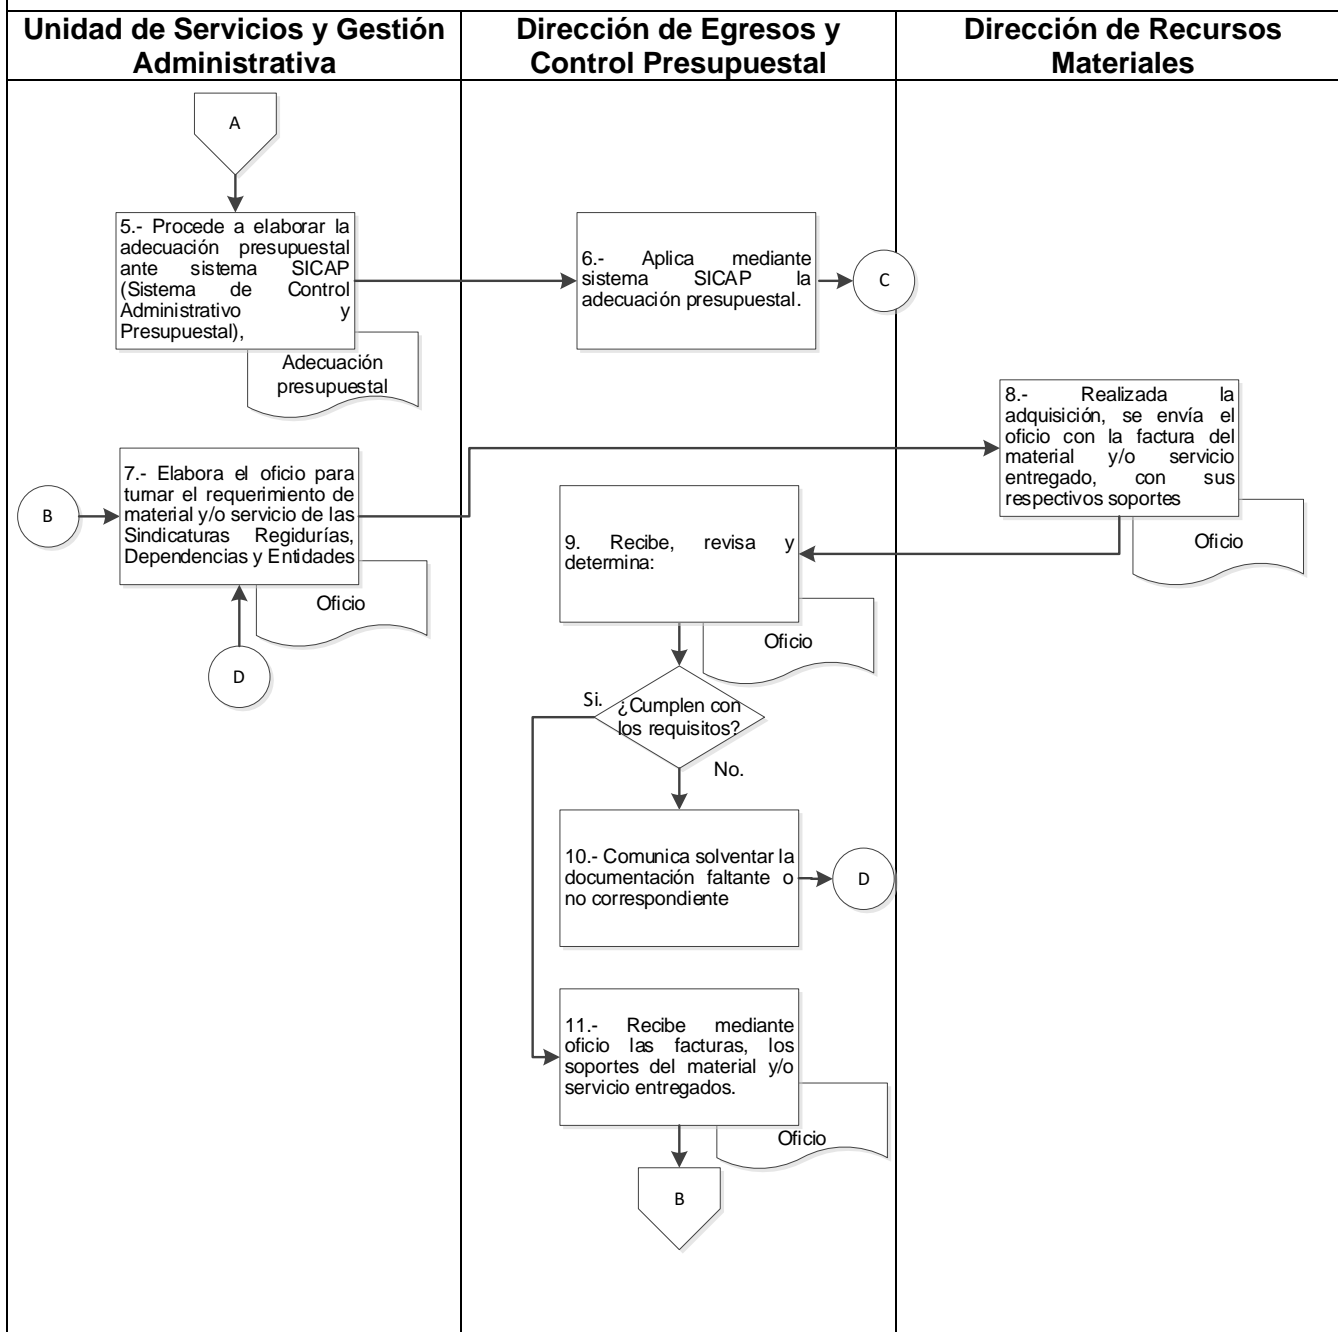 Unidad de Servicios y Gestión
Administrativa
Dirección de Egresos y
Control Presupuestal
Dirección de Recursos
Materiales
A
5.- Procede a elaborar la
adecuación presupuestal
ante sistema SICAP
(Sistema de Control
Administrativo y
Presupuestal),
Adecuación
presupuestal
6.- Aplica mediante
sistema SICAP la
adecuación presupuestal.
C
B
7.- Elabora el oficio para
turnar el requerimiento de
material y/o servicio de las
Sindicaturas Regidurías,
Dependencias y Entidades
Oficio
D
8.- Realizada la
adquisición, se envía el
oficio con la factura del
material y/o servicio
entregado, con sus
respectivos soportes
Oficio
9. Recibe, revisa y
determina:
Oficio
Si.
¿Cumplen con
los requisitos?
No.
10.- Comunica solventar la
documentación faltante o
no correspondiente
D
11.- Recibe mediante
oficio las facturas, los
soportes del material y/o
servicio entregados.
Oficio
B